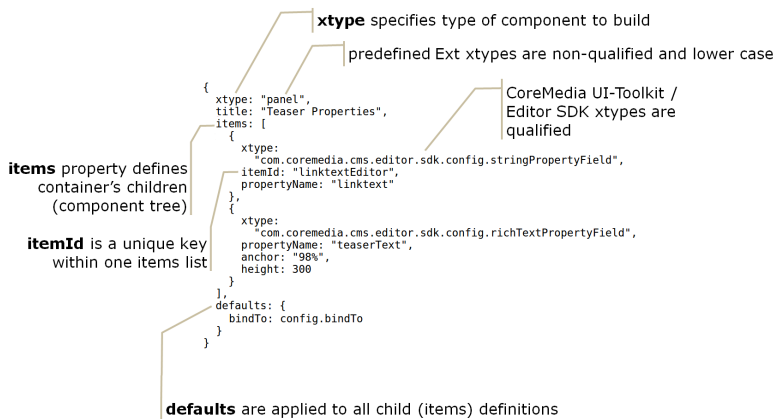 xtype specifies type of component to build
predefined Ext xtypes are non-qualified and lower case
CoreMedia UI-Toolkit /
Editor SDK xtypes are
qualified
{
xtype: "panel",
title: "Teaser Properties",
items: [
{
xtype:
"com.coremedia.cms.editor.sdk.config.stringPropertyField",
itemId: "linktextEditor",
propertyName: "linktext"
},
{
xtype:
"com.coremedia.cms.editor.sdk.config.richTextPropertyField",
propertyName: "teaserText",
anchor: "98%",
height: 300
}
],
defaults: {
bindTo: config.bindTo
}
}
items property defines
container's children
(component tree)
itemId is a unique key
within one items list
defaults are applied to all child (items) definitions